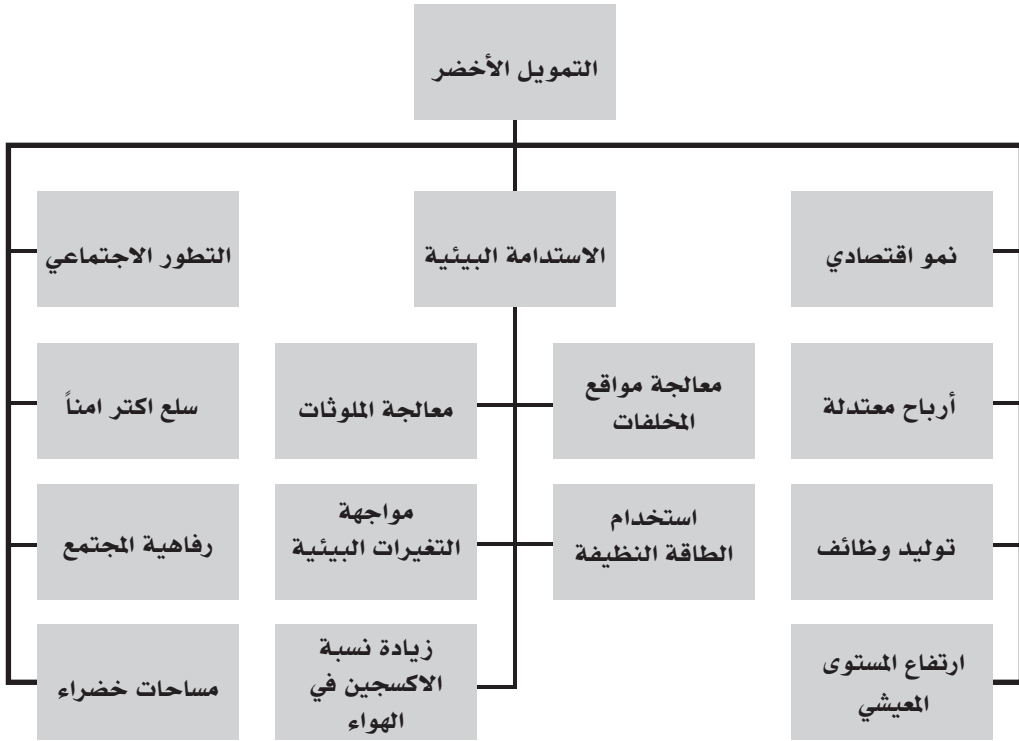 التمويل الأخضر
نمو اقتصادي
الاستدامة البيئية
التطور الاجتماعي
أرباح معتدلة
معالجة مواقع
المخلفات
معالجة الملوثات
سلع اكتر امناً
توليد وظائف
استخدام
الطاقة النظيفة
مواجهة
التغيرات البيئية
رفاهية المجتمع
ارتفاع المستوى
المعيشي
زيادة نسبة
الاكسجين في
الهواء
مساحات خضراء